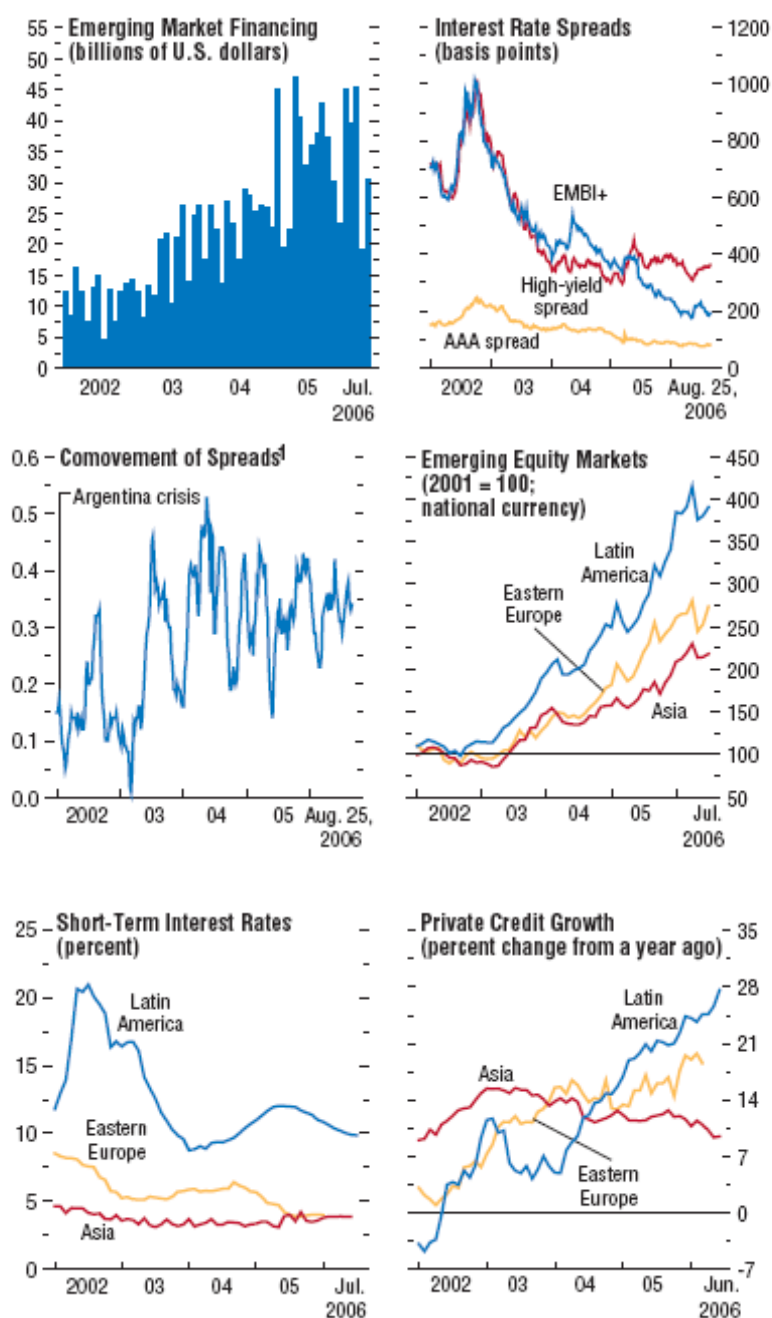 Emerging Market Financing
(billions of U.S. dollars)
55
50
45
40
35
30
25
20
15
10
5
0
2002 03 04 05 Jul.
2006
Interest Rate Spreads
(basis points)
1200
1000
800
600
400
200
0
EMBI+
High-yield
spread
AAA spread
2002 03 04 05 Aug. 25,
2006
Comovement of Spreads¹
0.6
0.5
0.4
0.3
0.2
0.1
0.0
Argentina crisis
2002 03 04 05 Aug. 25,
2006
Emerging Equity Markets
(2001 = 100;
national currency)
450
400
350
300
250
200
150
100
50
Latin
America
Eastern
Europe
Asia
2002 03 04 05 Jul.
2006
Short-Term Interest Rates
(percent)
25
20
15
10
5
0
Latin
America
Eastern
Europe
Asia
2002 03 04 05 Jul.
2006
Private Credit Growth
(percent change from a year ago)
35
28
21
14
7
0
-7
Latin
America
Asia
Eastern
Europe
2002 03 04 05 Jun.
2006